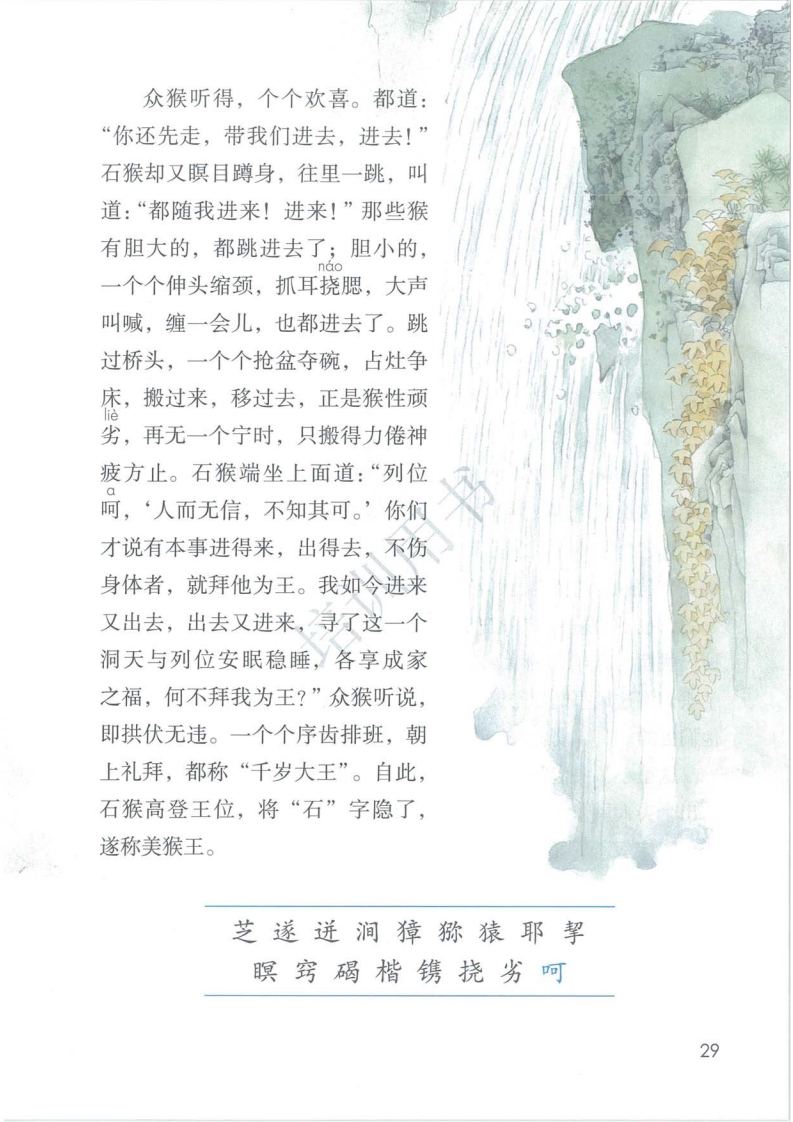 众猴听得，个个欢喜。都道：
“你还先走，带我们进去，进去！”
石猴却又瞑目蹲身，往里一跳，叫
道：“都随我进来！进来！”那些猴
有胆大的，都跳进去了；胆小的，
náo
一个个伸头缩颈，抓耳挠腮，大声
叫喊，缠一会儿，也都进去了。跳
过桥头，一个个抢盆夺碗，占灶争
床，搬过来，移过去，正是猴性顽
liè
劣，再无一个宁时，只搬得力倦神
疲方止。石猴端坐上面道：“列位
ɑ
呵，‘人而无信，不知其可。’你们
才说有本事进得来，出得去，不伤
身体者，就拜他为王。我如今进来
又出去，出去又进来，寻了这一个
洞天与列位安眠稳睡，各享成家
之福，何不拜我为王？”众猴听说，
即拱伏无违。一个个序齿排班，朝
上礼拜，都称“千岁大王”。自此，
石猴高登王位，将“石”字隐了，
遂称美猴王。
培训用书
芝 遂 迸 涧 獐 猕 猿 耶 挈
瞑 窍 碣 楷 镌 挠 劣 呵
29